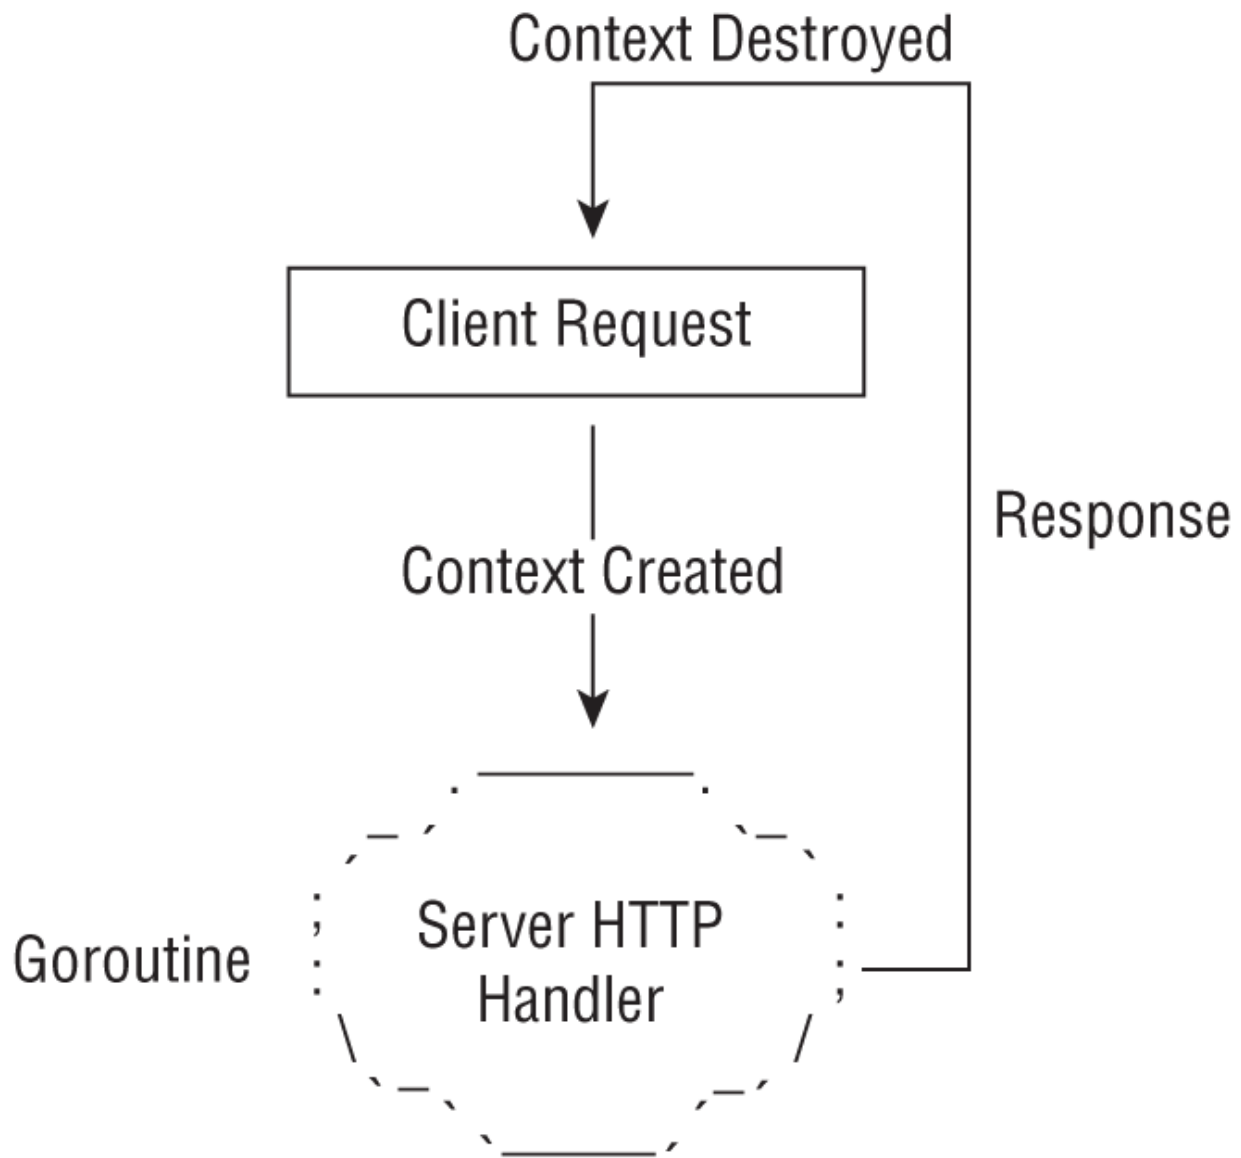 Context Destroyed
Client Request
Response
Context Created
Server HTTP
Goroutine
Handler